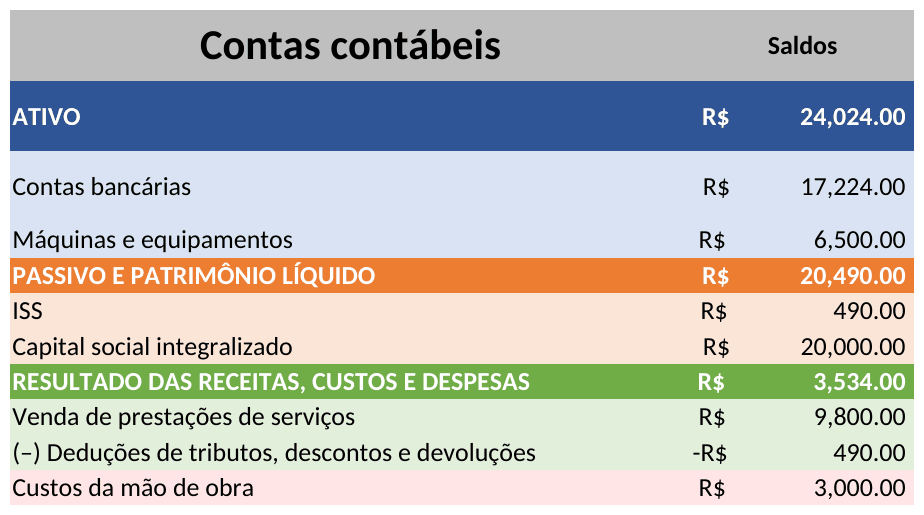 Contas contábeis Saldos
ATIVO R$ 24,024.00
Contas bancárias R$ 17,224.00
Máquinas e equipamentos R$ 6,500.00
PASSIVO E PATRIMÔNIO LÍQUIDO R$ 20,490.00
ISS R$ 490.00
Capital social integralizado R$ 20,000.00
RESULTADO DAS RECEITAS, CUSTOS E DESPESAS R$ 3,534.00
Venda de prestações de serviços R$ 9,800.00
(–) Deduções de tributos, descontos e devoluções -R$ 490.00
Custos da mão de obra R$ 3,000.00